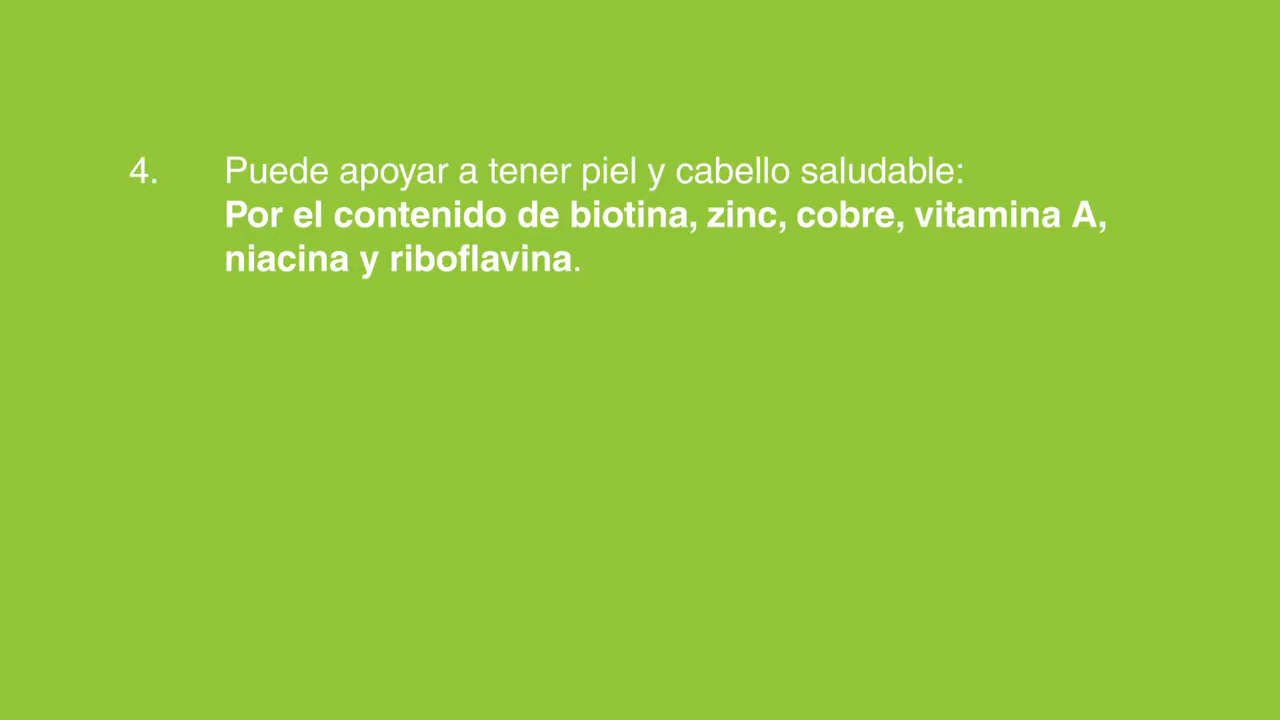 4. Puede apoyar a tener piel y cabello saludable:
Por el contenido de biotina, zinc, cobre, vitamina A,
niacina y riboflavina.